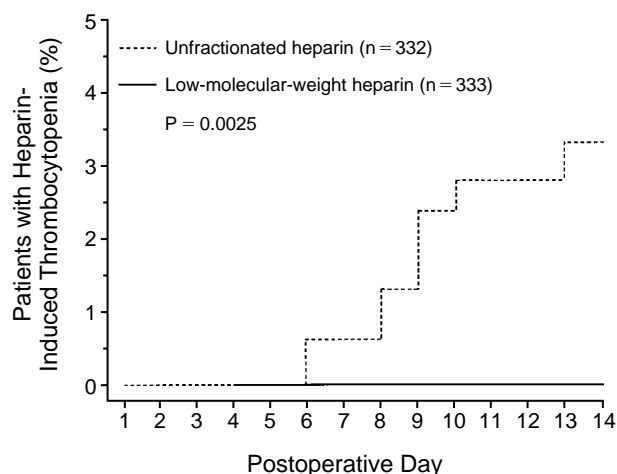 5
Unfractionated heparin (n = 332)
Low-molecular-weight heparin (n = 333)
4
P = 0.0025
3
2
1
0
Patients with Heparin-
Induced Thrombocytopenia (%)
1 2 3 4 5 6 7 8 9 10 11 12 13 14
Postoperative Day